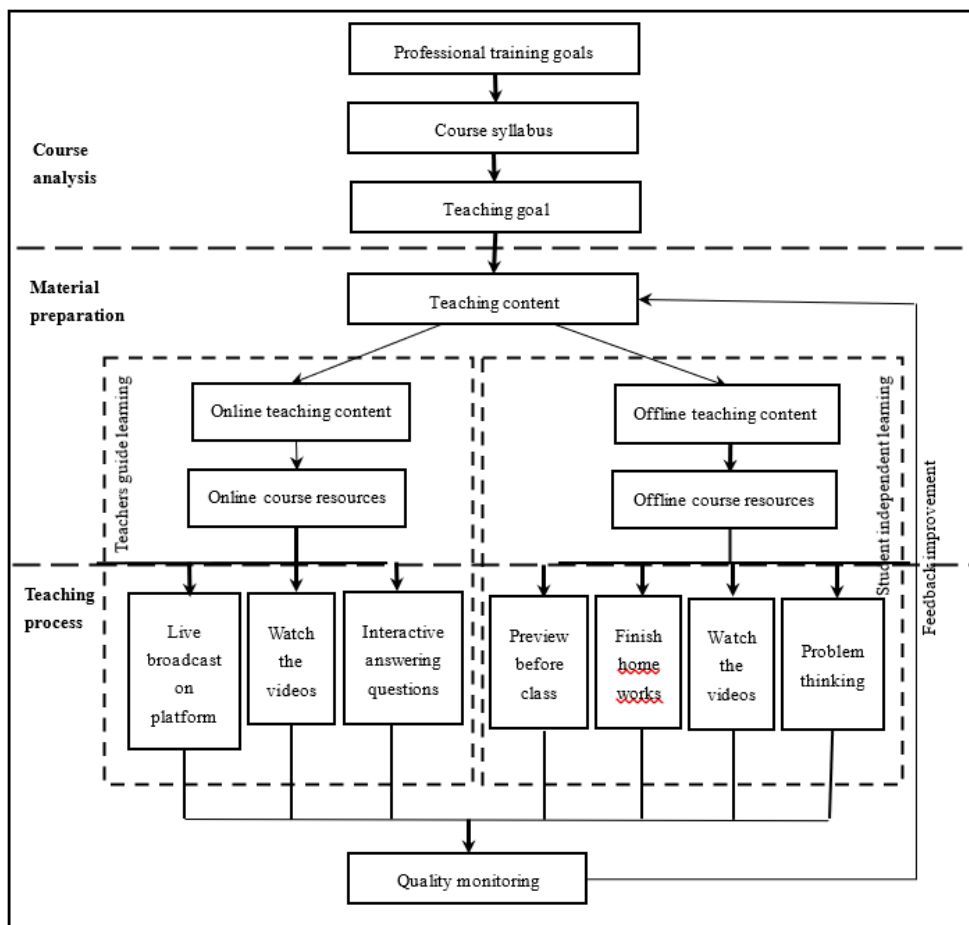 Professional training goals
Course syllabus
Course
analysis
Teaching goal
Material
preparation
Teaching content
Teachers guide learning
Online teaching content
Online course resources
Offline teaching content
Offline course resources
Student independent learning
Feedback improvement
Teaching
process
Live
broadcast
on
platform
Watch
the
videos
Interactive
answering
questions
Preview
before
class
Finish
home
works
Watch
the
videos
Problem
thinking
Quality monitoring